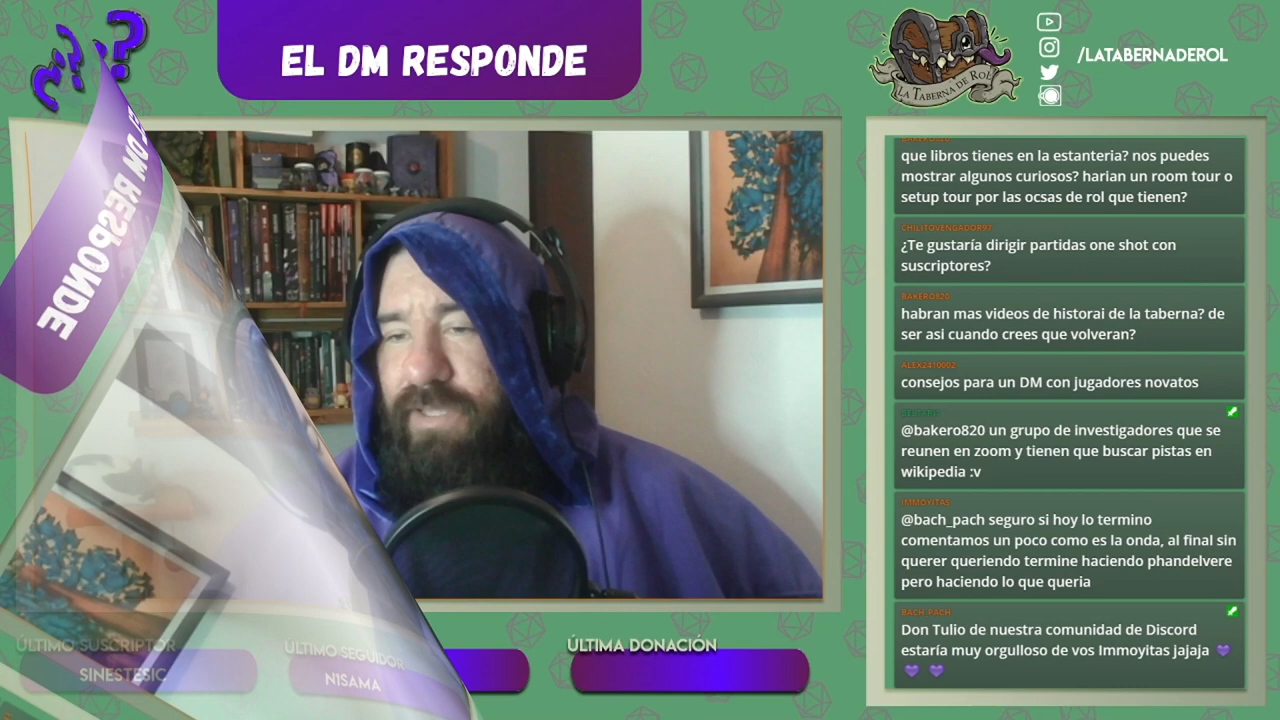 EL DM RESPONDE
LA TABERNA DE ROL
/LATABERNADEROL
EL DM RESPONDE
BAKERO820
que libros tienes en la estanteria? nos puedes
mostrar algunos curiosos? harian un room tour o
setup tour por las ocsas de rol que tienen?
CHILITOVENGADOR97
¿Te gustaría dirigir partidas one shot con
suscriptores?
BAKERO820
habran mas videos de historai de la taberna? de
ser asi cuando crees que volveran?
ALEX2410002
consejos para un DM con jugadores novatos
@bakero820 un grupo de investigadores que se
reunen en zoom y tienen que buscar pistas en
wikipedia :v
IMMOYITAS
@bach_pach seguro si hoy lo termino
comentamos un poco como es la onda, al final sin
querer queriendo termine haciendo phandelvere
pero haciendo lo que queria
BACH_PACH
Don Tulio de nuestra comunidad de Discord
estaría muy orgulloso de vos Immoyitas jajaja 💜
💜 💜
ÚLTIMO SUSCRIPTOR
SINESTESIC
ÚLTIMO SEGUIDOR
N1SAMA
ÚLTIMA DONACIÓN